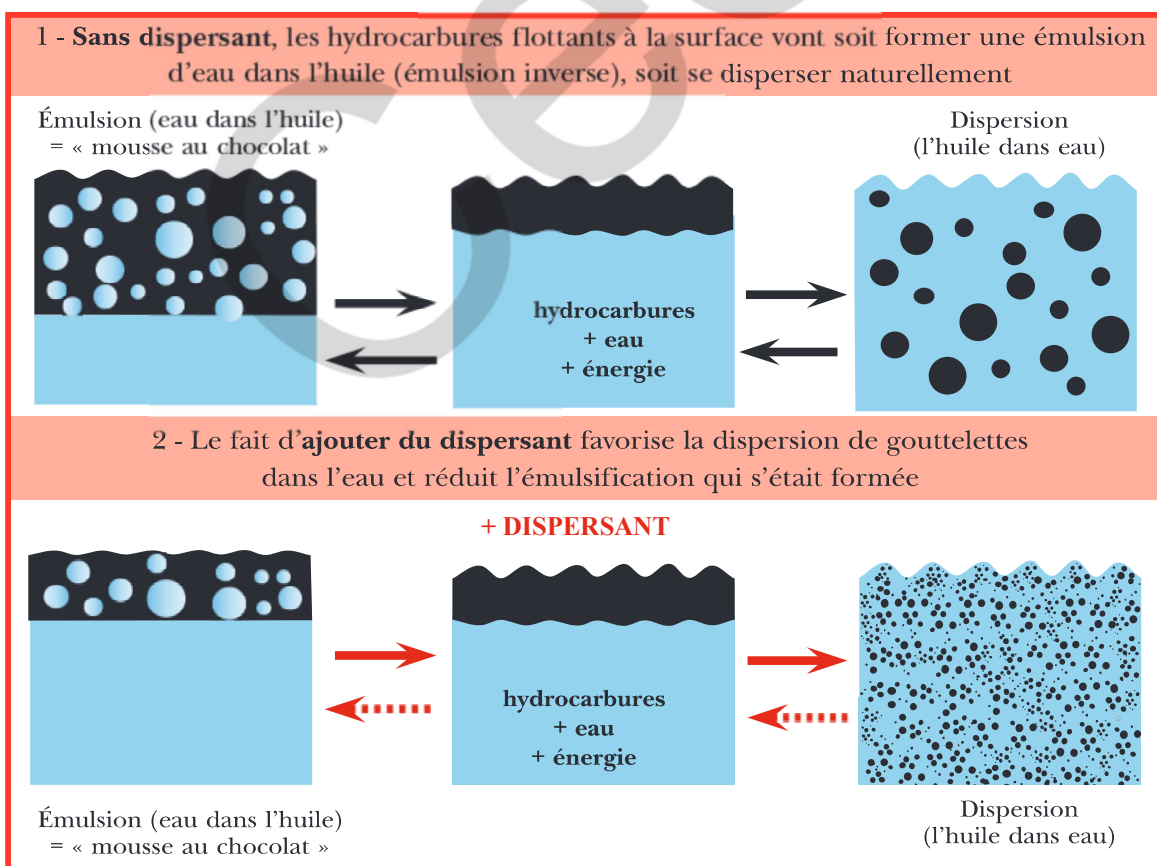 1 - Sans dispersant, les hydrocarbures flottants à la surface vont soit former une émulsion
d'eau dans l'huile (émulsion inverse), soit se disperser naturellement
Émulsion (eau dans l'huile)
= « mousse au chocolat »
Dispersion
(l'huile dans eau)
hydrocarbures
+ eau
+ énergie
2 - Le fait d'ajouter du dispersant favorise la dispersion de gouttelettes
dans l'eau et réduit l'émulsification qui s'était formée
+ DISPERSANT
hydrocarbures
+ eau
+ énergie
Émulsion (eau dans l'huile)
= « mousse au chocolat »
Dispersion
(l'huile dans eau)